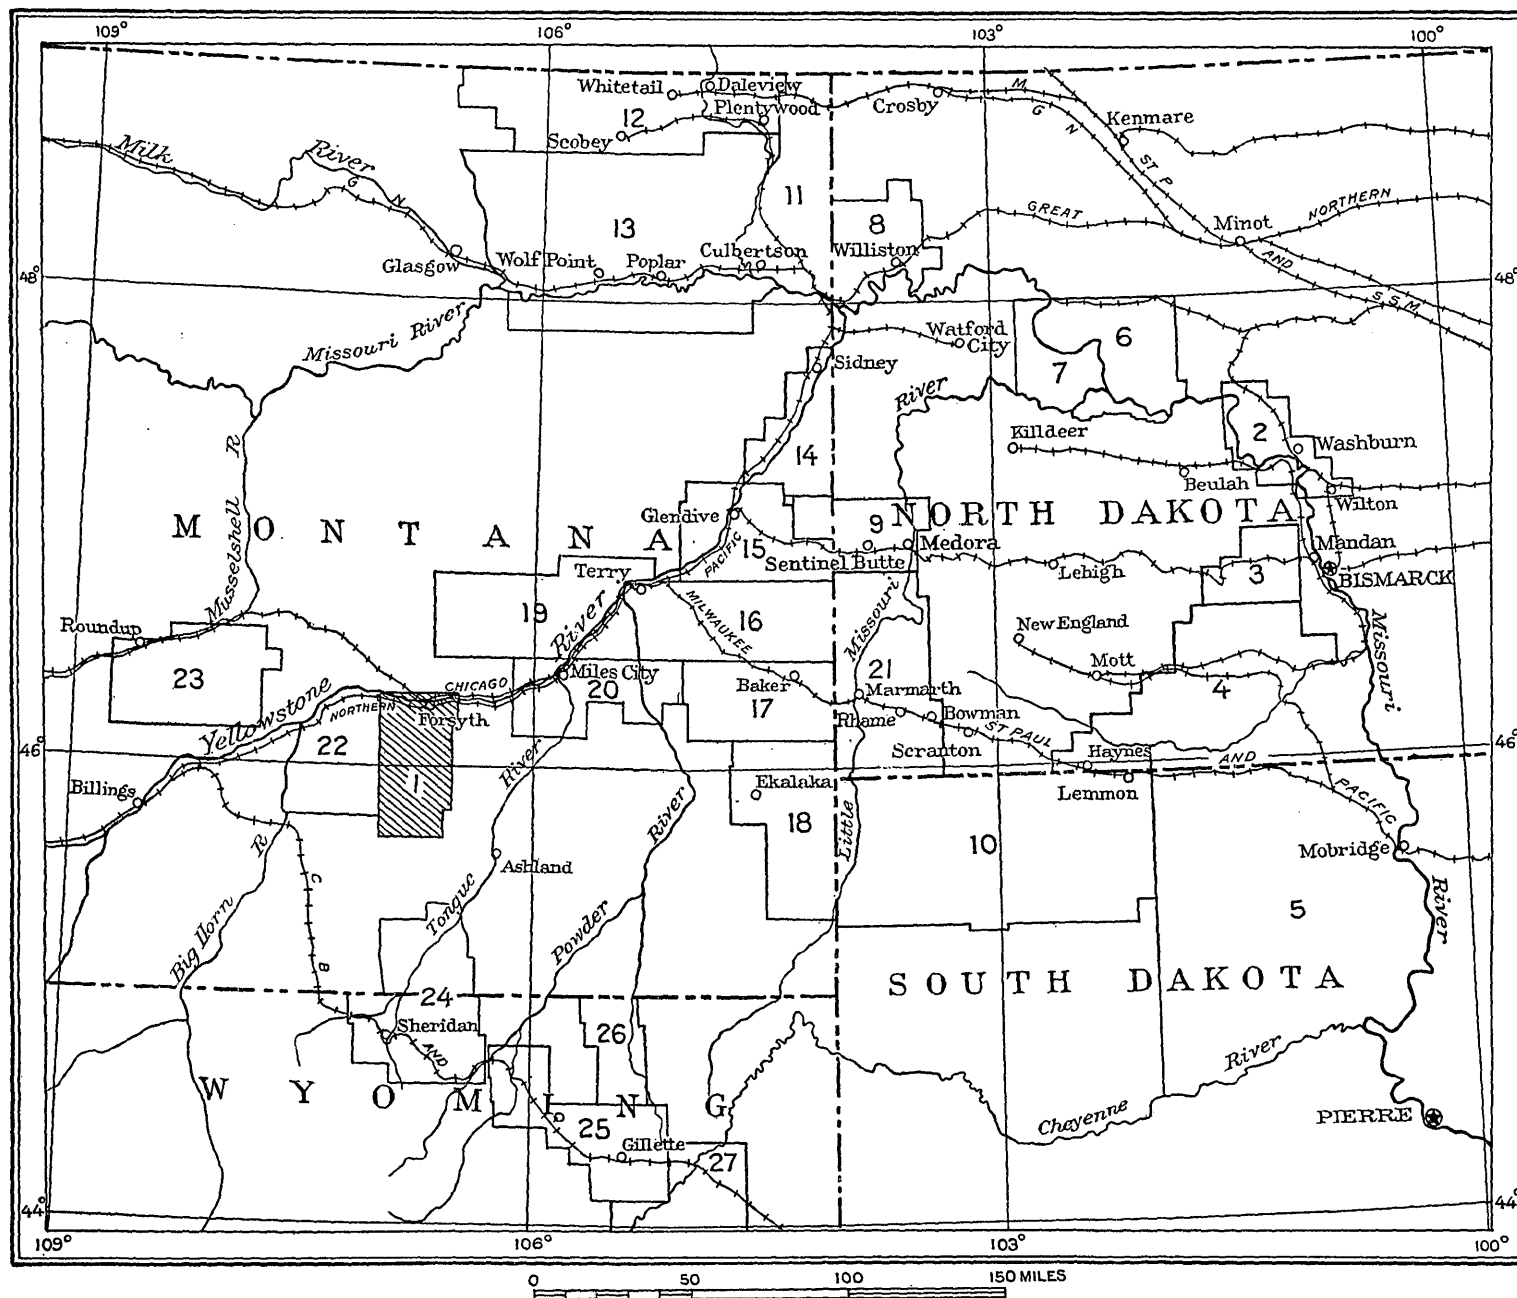 109° 106° 103° 100°
Whitetail
Daleview
Plentywood
12
Scobey
Crosby
M
G N
Kenmare
ST P
Milk
River
G N
11
13
8
GREAT
Minot
NORTHERN
AND
S.S.M.
Glasgow
Wolf Point
Poplar
Culbertson
Williston
48°
48°
Missouri River
Watford
City
6
7
Sidney
River
Killdeer
2
Washburn
Beulah
Wilton
14
Musselshell R
MONTANA
Glendive
15
PACIFIC
9
NORTH DAKOTA
Sentinel Butte
Medora
Lehigh
3
Mandan
BISMARCK
Terry
19
River
MILWAUKEE
16
Missouri
21
New England
Mott
4
Missouri
Roundup
23
Yellowstone
NORTHERN
CHICAGO
Miles City
20
Forsyth
Baker
17
Marmarth
Rhame
Bowman
Scranton
ST PAUL
Haynes
AND
Lemmon
PACIFIC
46°
46°
22
1
Billings
River
Ekalaka
18
Little
10
Mobridge
River
5
Ashland
Tongue
Powder
River
Big Horn
R
C
B
24
Sheridan
AND
26
SOUTH DAKOTA
WYOMING
25
Gillette
27
Cheyenne
River
PIERRE
44°
44°
109° 106° 103° 100°
0 50 100 150 MILES